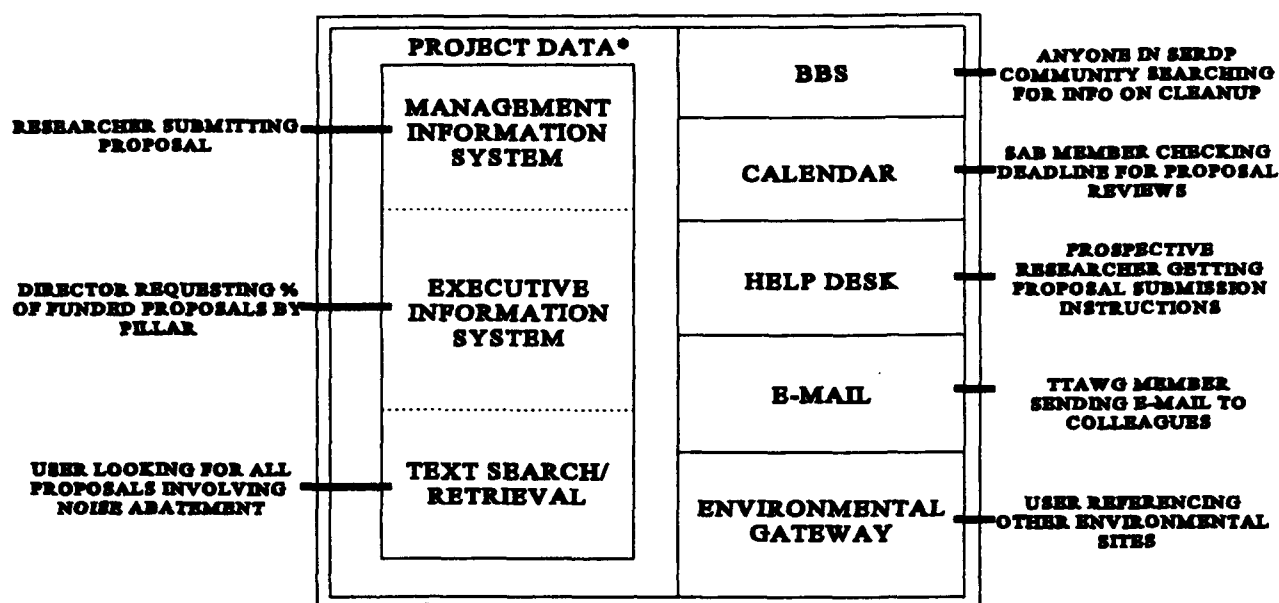 PROJECT DATA*
MANAGEMENT
INFORMATION
SYSTEM
EXECUTIVE
INFORMATION
SYSTEM
TEXT SEARCH/
RETRIEVAL
RESEARCHER SUBMITTING
PROPOSAL
DIRECTOR REQUESTING %
OF FUNDED PROPOSALS BY
PILLAR
USER LOOKING FOR ALL
PROPOSALS INVOLVING
NOISE ABATEMENT
BBS
CALENDAR
HELP DESK
E-MAIL
ENVIRONMENTAL
GATEWAY
ANYONE IN SERDP
COMMUNITY SEARCHING
FOR INFO ON CLEANUP
SAB MEMBER CHECKING
DEADLINE FOR PROPOSAL
REVIEWS
PROSPECTIVE
RESEARCHER GETTING
PROPOSAL SUBMISSION
INSTRUCTIONS
TTAWG MEMBER
SENDING E-MAIL TO
COLLEAGUES
USER REFERENCING
OTHER ENVIRONMENTAL
SITES